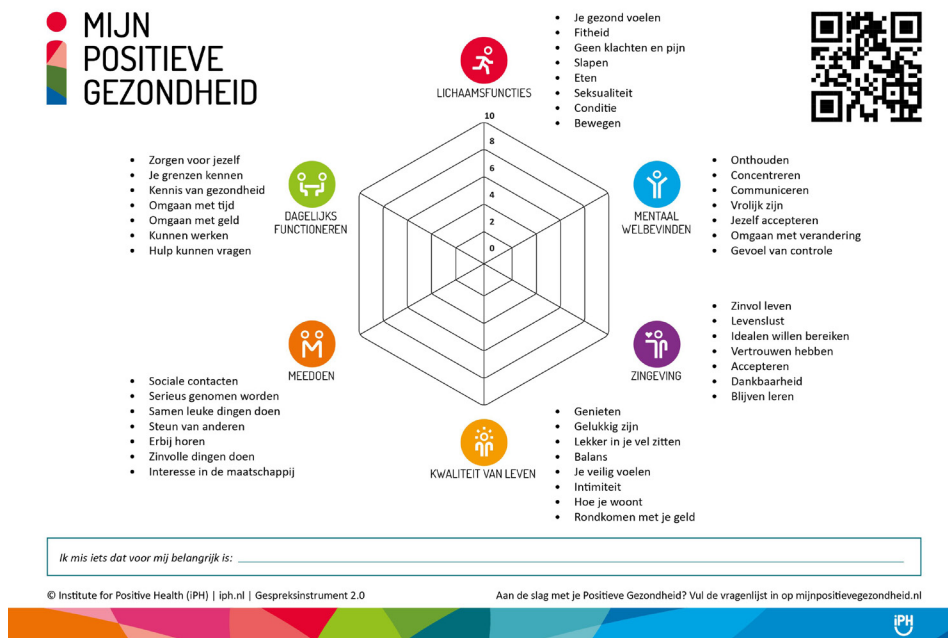 MIJN
POSITIEVE
GEZONDHEID
LICHAAMSFUNCTIES
• Je gezond voelen
• Fitheid
• Geen klachten en pijn
• Slapen
• Eten
• Seksualiteit
• Conditie
• Bewegen
10
8
6
4
2
0
• Zorgen voor jezelf
• Je grenzen kennen
• Kennis van gezondheid
• Omgaan met tijd
• Omgaan met geld
• Kunnen werken
• Hulp kunnen vragen
DAGELIJKS
FUNCTIONEREN
MENTAAL
WELBEVINDEN
• Onthouden
• Concentreren
• Communiceren
• Vrolijk zijn
• Jezelf accepteren
• Omgaan met verandering
• Gevoel van controle
MEEDOEN
• Sociale contacten
• Serieus genomen worden
• Samen leuke dingen doen
• Steun van anderen
• Erbij horen
• Zinvolle dingen doen
• Interesse in de maatschappij
ZINGEVING
• Zinvol leven
• Levenslust
• Idealen willen bereiken
• Vertrouwen hebben
• Accepteren
• Dankbaarheid
• Blijven leren
KWALITEIT VAN LEVEN
• Genieten
• Gelukkig zijn
• Lekker in je vel zitten
• Balans
• Je veilig voelen
• Intimiteit
• Hoe je woont
• Rondkomen met je geld
Ik mis iets dat voor mij belangrijk is:
© Institute for Positive Health (iPH) | iph.nl | Gespreksinstrument 2.0
Aan de slag met je Positieve Gezondheid? Vul de vragenlijst in op mijnpositievegezondheid.nl
iPH